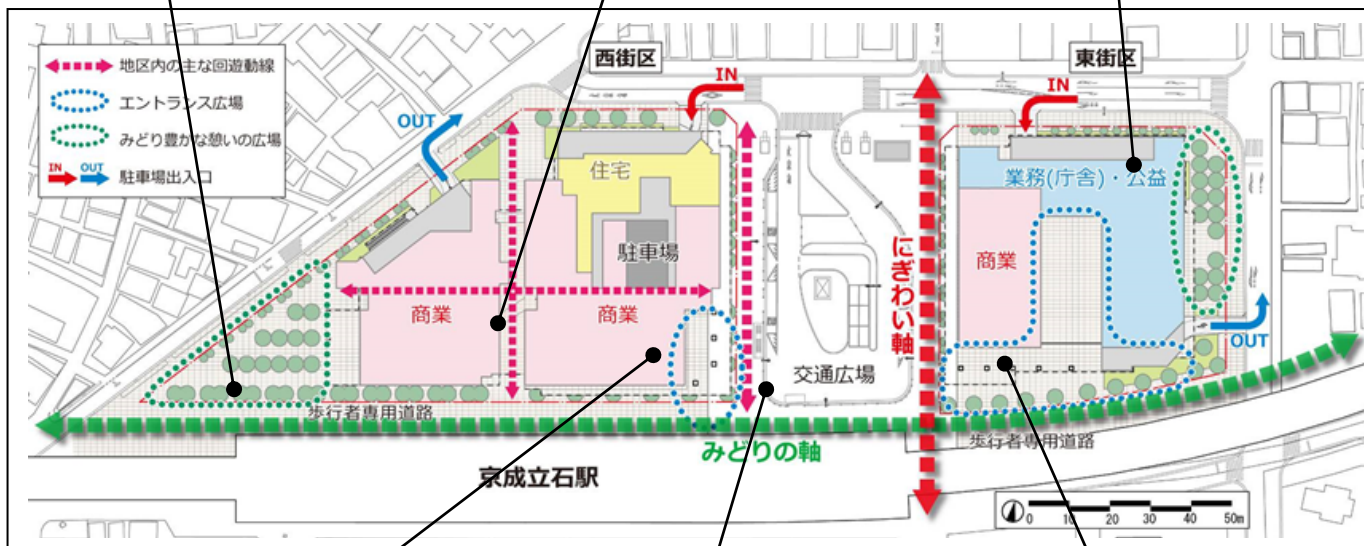 地区内の主な回遊動線
エントランス広場
みどり豊かな憩いの広場
IN OUT 駐車場出入口
西街区
東街区
IN
IN
OUT
住宅
業務(庁舎)・公益
駐車場
商業
商業
商業
にぎわい軸
OUT
交通広場
歩行者専用道路
みどりの軸
歩行者専用道路
京成立石駅
0 10 20 30 40 50m